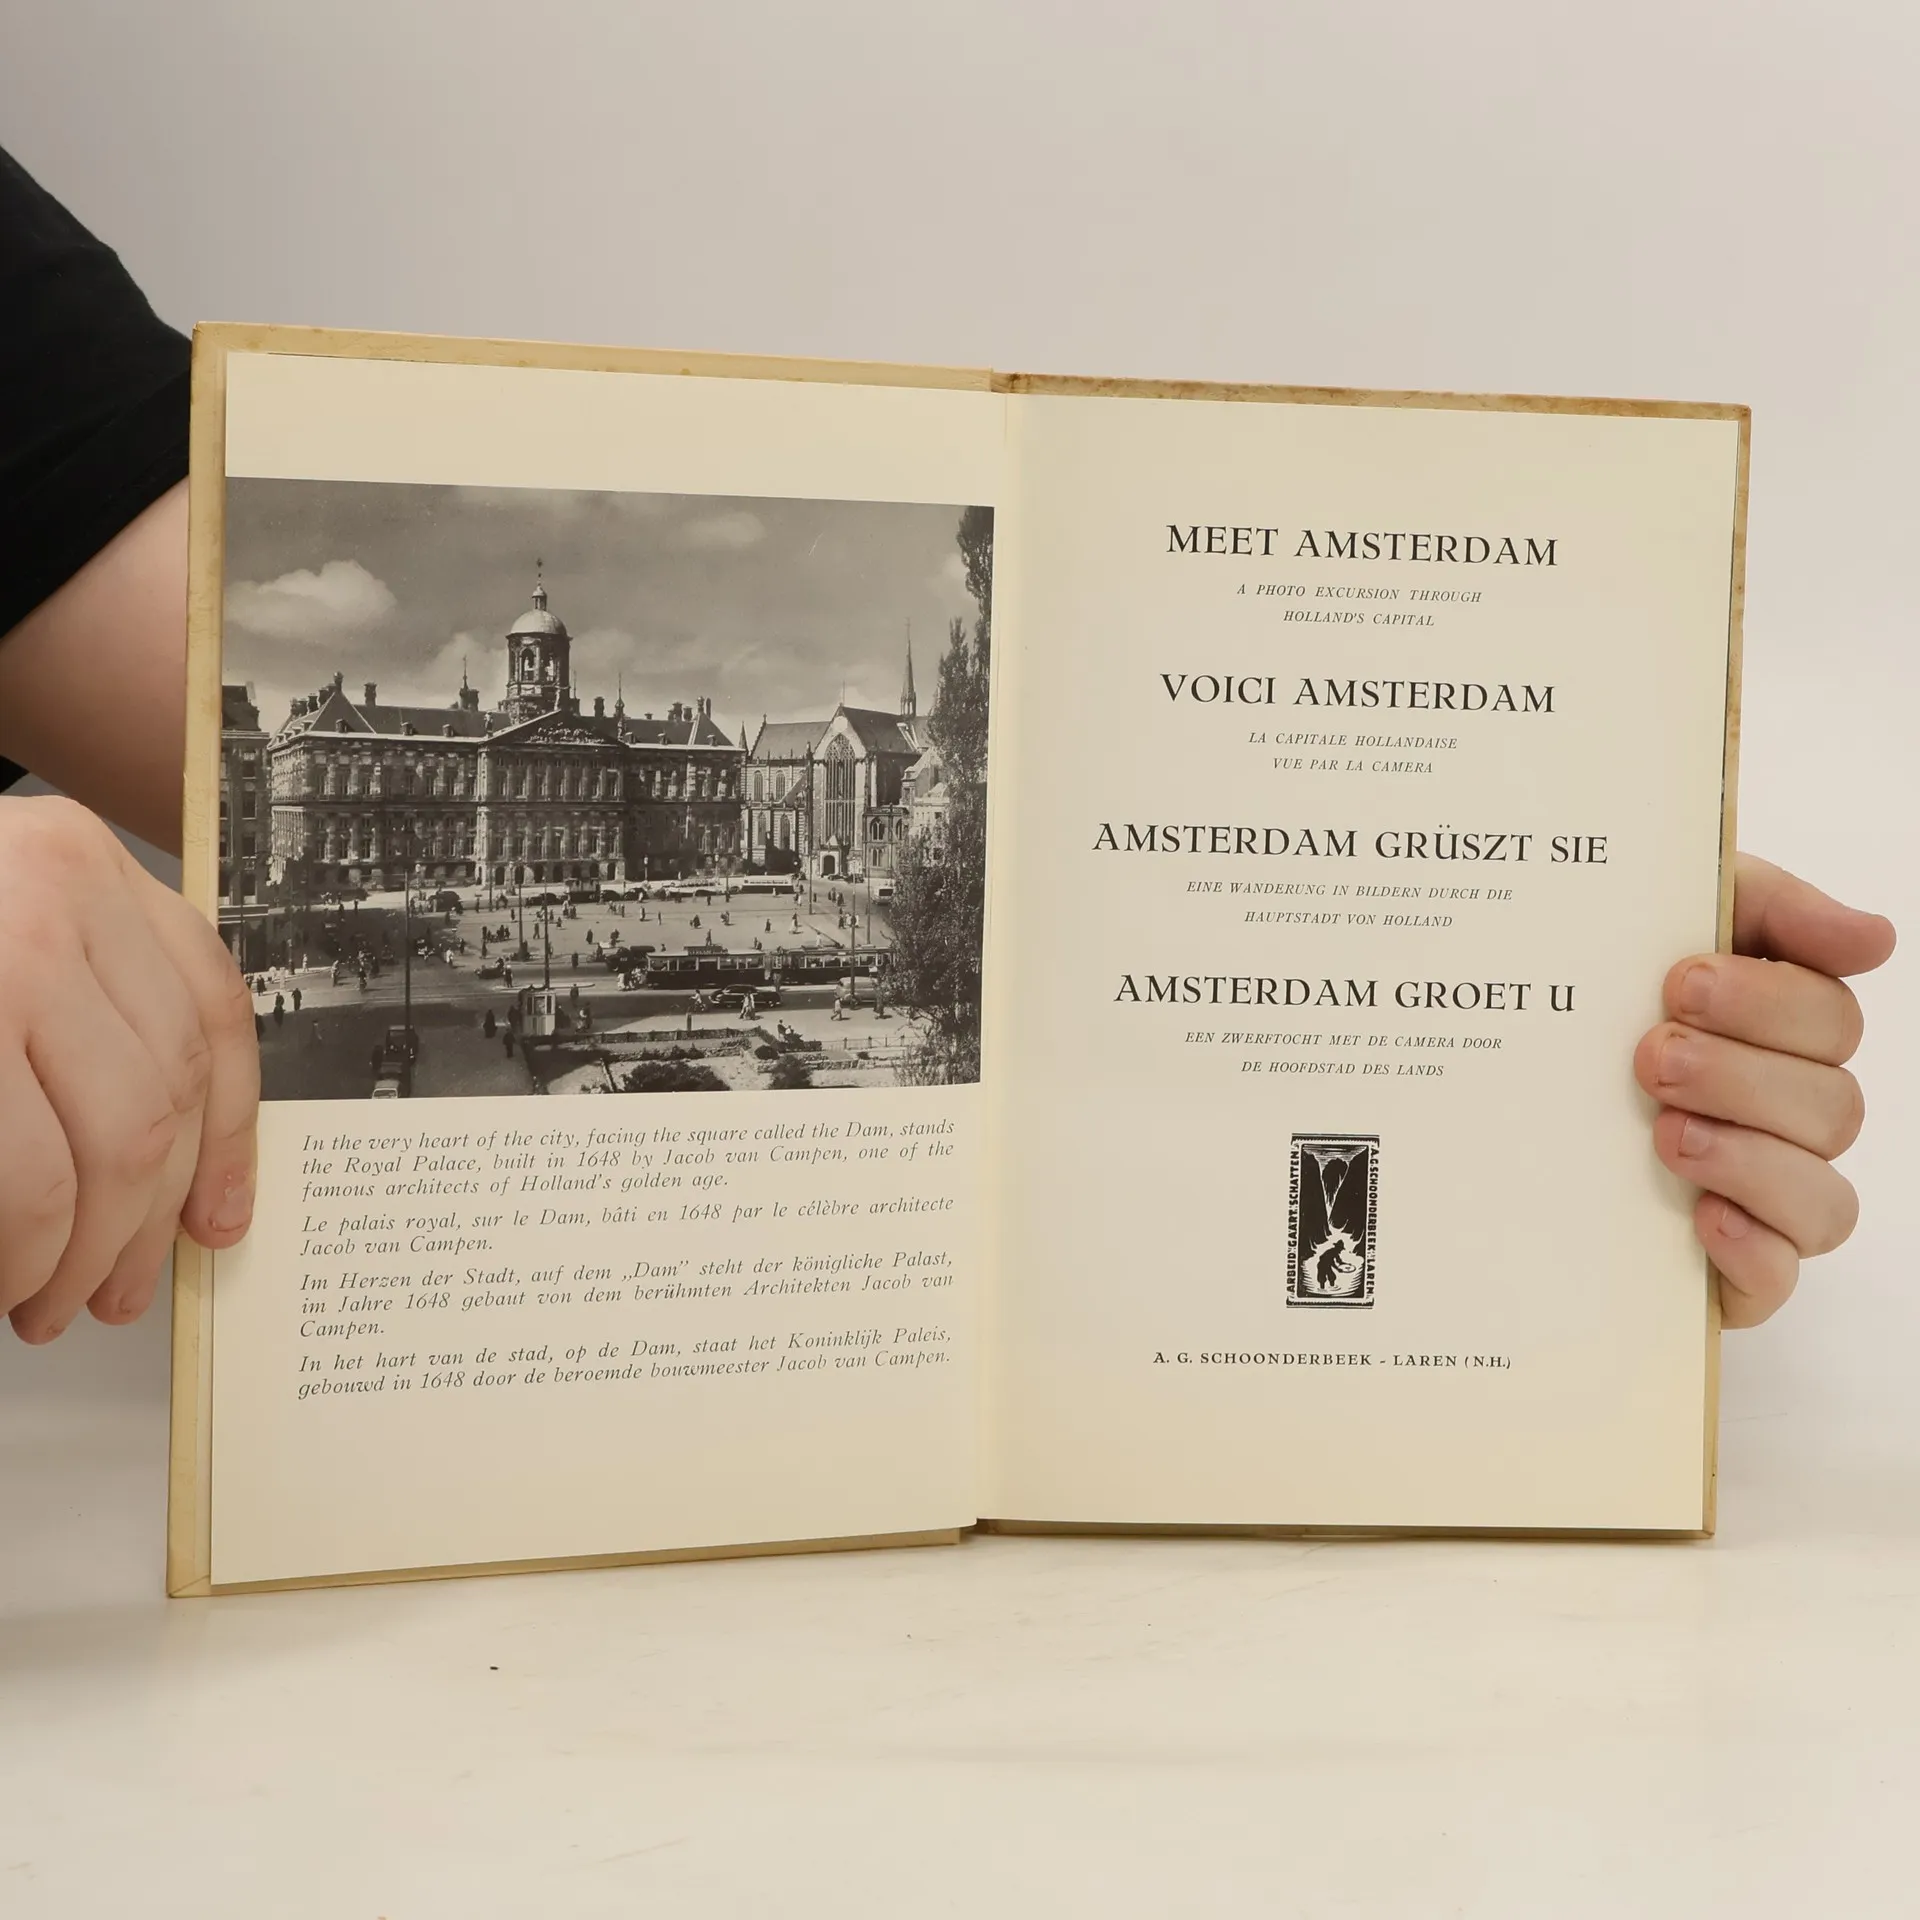 In the very heart of the city, facing the square called the Dam, stands
the Royal Palace, built in 1648 by Jacob van Campen, one of the
famous architects of Holland's golden age.
Le palais royal, sur le Dam, bâti en 1648 par le célèbre architecte
Jacob van Campen.
Im Herzen der Stadt, auf dem „Dam” steht der königliche Palast,
im Jahre 1648 gebaut von dem berühmten Architekten Jacob van
Campen.
In het hart van de stad, op de Dam, staat het Koninklijk Paleis,
gebouwd in 1648 door de beroemde bouwmeester Jacob van Campen.
MEET AMSTERDAM
A PHOTO EXCURSION THROUGH
HOLLAND'S CAPITAL
VOICI AMSTERDAM
LA CAPITALE HOLLANDAISE
VUE PAR LA CAMERA
AMSTERDAM GRÜSZT SIE
EINE WANDERUNG IN BILDERN DURCH DIE
HAUPTSTADT VON HOLLAND
AMSTERDAM GROET U
EEN ZWERFTOCHT MET DE CAMERA DOOR
DE HOOFDSTAD DES LANDS
ARBEID GAART SCHATTEN
A.G. SCHOONDERBEEK LAREN
A. G. SCHOONDERBEEK - LAREN (N.H.)